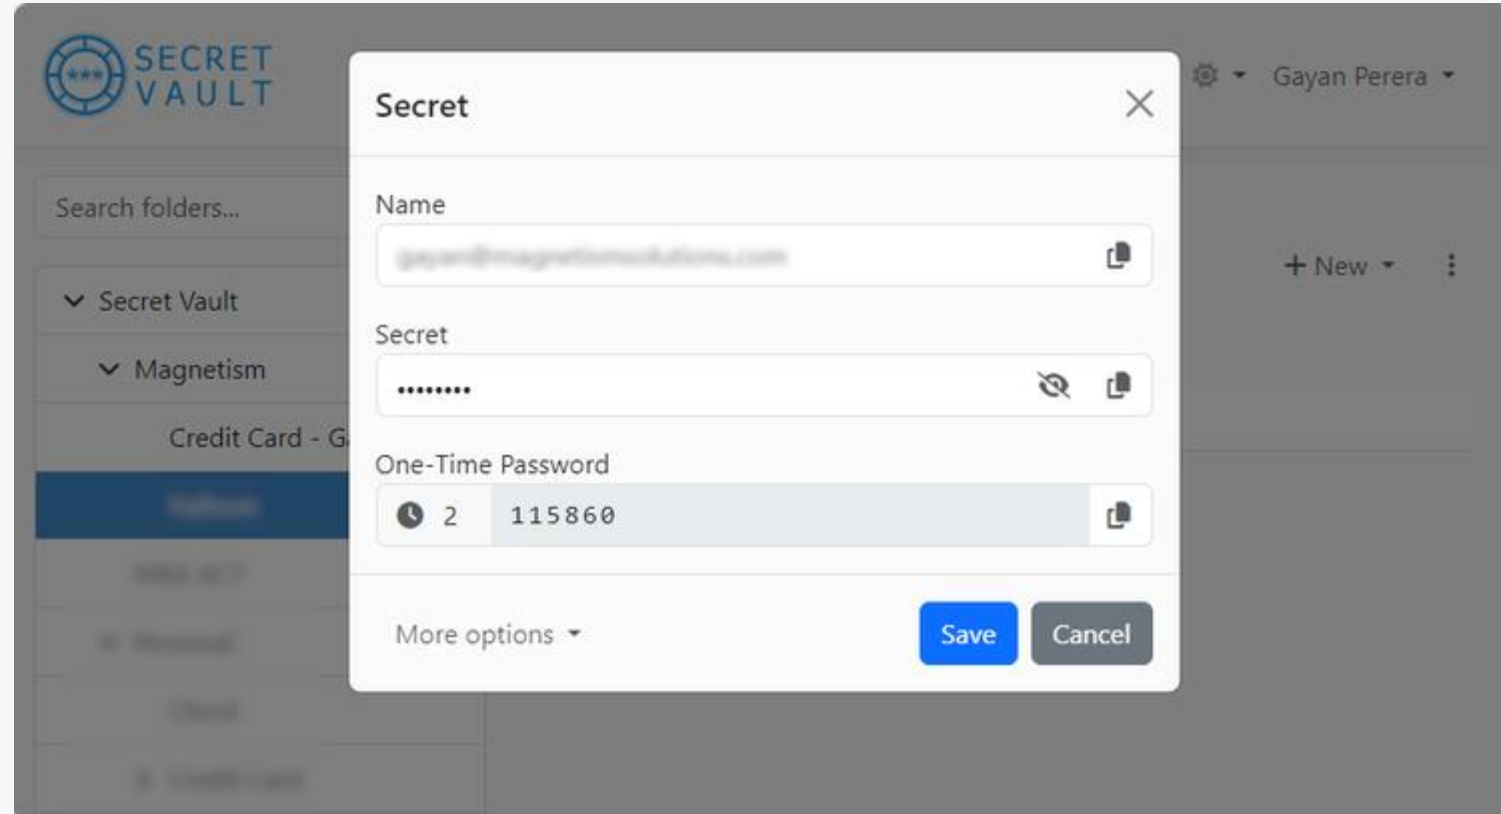 SECRET
VAULT
Gayan Perera
Search folders...
+ New
Secret Vault
Magnetism
Credit Card - G
Secret
Name
Secret
••••••••
One-Time Password
2 115860
More options
Save Cancel